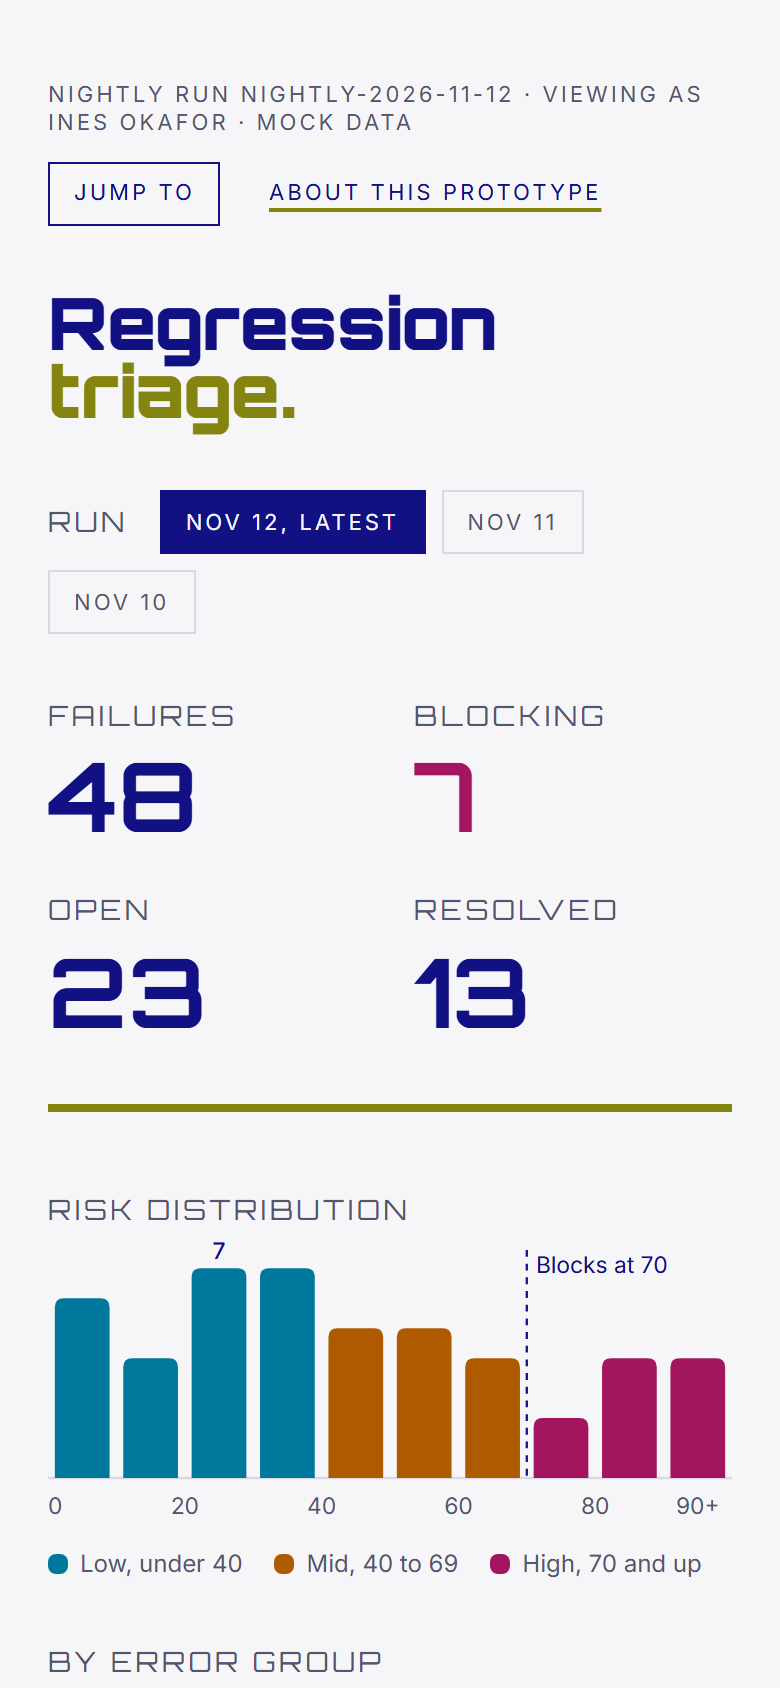 NIGHTLY RUN NIGHTLY-2026-11-12 · VIEWING AS
INES OKAFOR · MOCK DATA
JUMP TO ABOUT THIS PROTOTYPE
Regression
triage.
RUN NOV 12, LATEST NOV 11
NOV 10
FAILURES BLOCKING
48 7
OPEN RESOLVED
23 13
RISK DISTRIBUTION
7
Blocks at 70
0 20 40 60 80 90+
Low, under 40 Mid, 40 to 69 High, 70 and up
BY ERROR GROUP